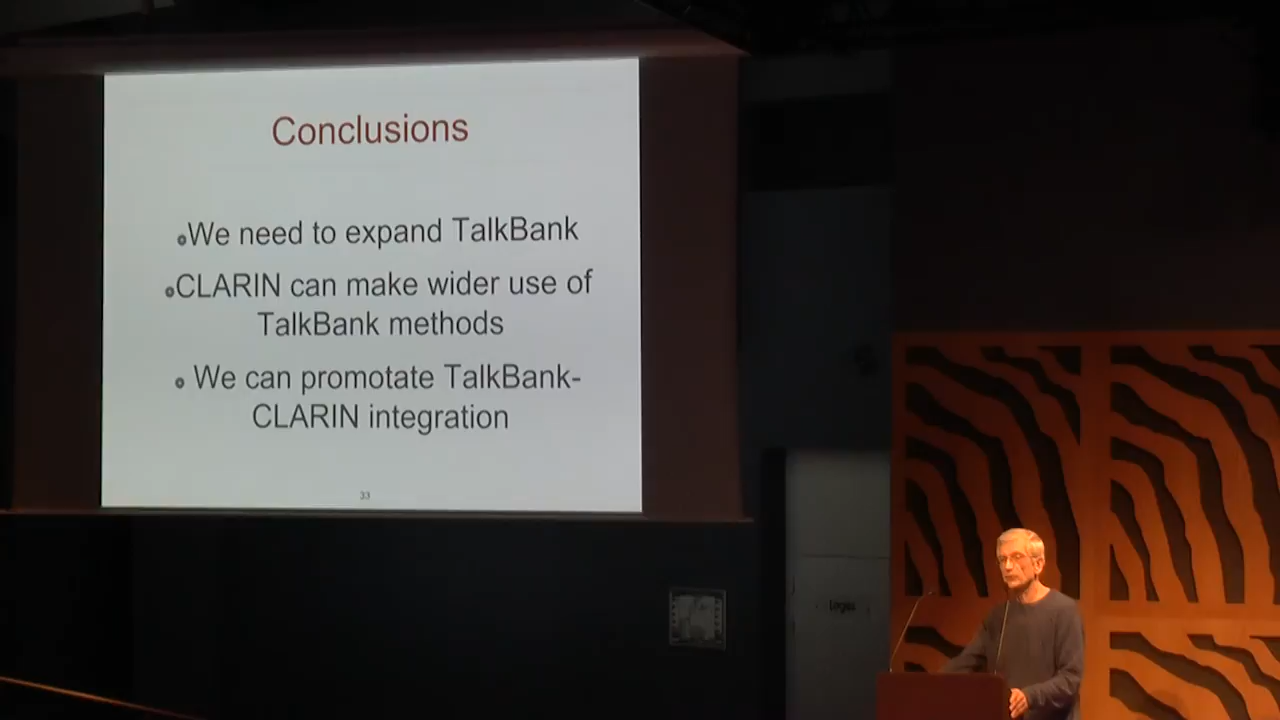 Conclusions
We need to expand TalkBank
CLARIN can make wider use of
TalkBank methods
We can promotate TalkBank-
CLARIN integration
33
Loges